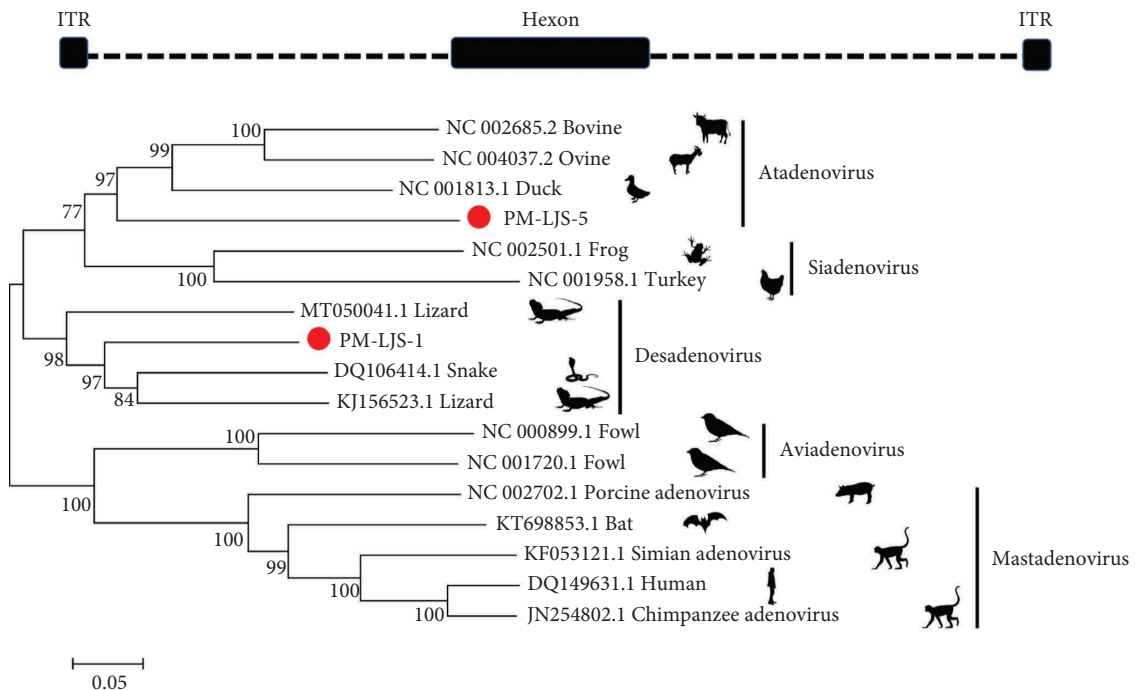 ITR Hexon ITR
100 NC 002685.2 Bovine
99 NC 004037.2 Ovine
97 NC 001813.1 Duck Atadenovirus
77 PM-LJS-5
NC 002501.1 Frog
100 NC 001958.1 Turkey Siadenovirus
MT050041.1 Lizard
PM-LJS-1
98 Desadenovirus
97 DQ106414.1 Snake
84 KJ156523.1 Lizard
100 NC 000899.1 Fowl
NC 001720.1 Fowl Aviadenovirus
100 NC 002702.1 Porcine adenovirus
100 KT698853.1 Bat
99 KF053121.1 Simian adenovirus Mastadenovirus
100 DQ149631.1 Human
100 JN254802.1 Chimpanzee adenovirus
0.05